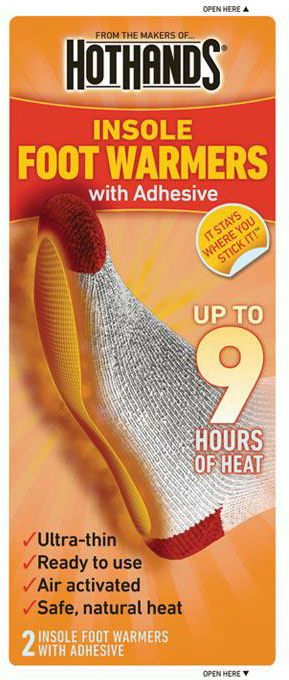 OPEN HERE ▲
FROM THE MAKERS OF...
HOTHANDS®
INSOLE
FOOT WARMERS
with Adhesive
IT STAYS
WHERE YOU
STICK IT!™
UP TO
9
HOURS
OF HEAT
✓Ultra-thin
✓Ready to use
✓Air activated
✓Safe, natural heat
2 INSOLE FOOT WARMERS
WITH ADHESIVE
OPEN HERE ▼